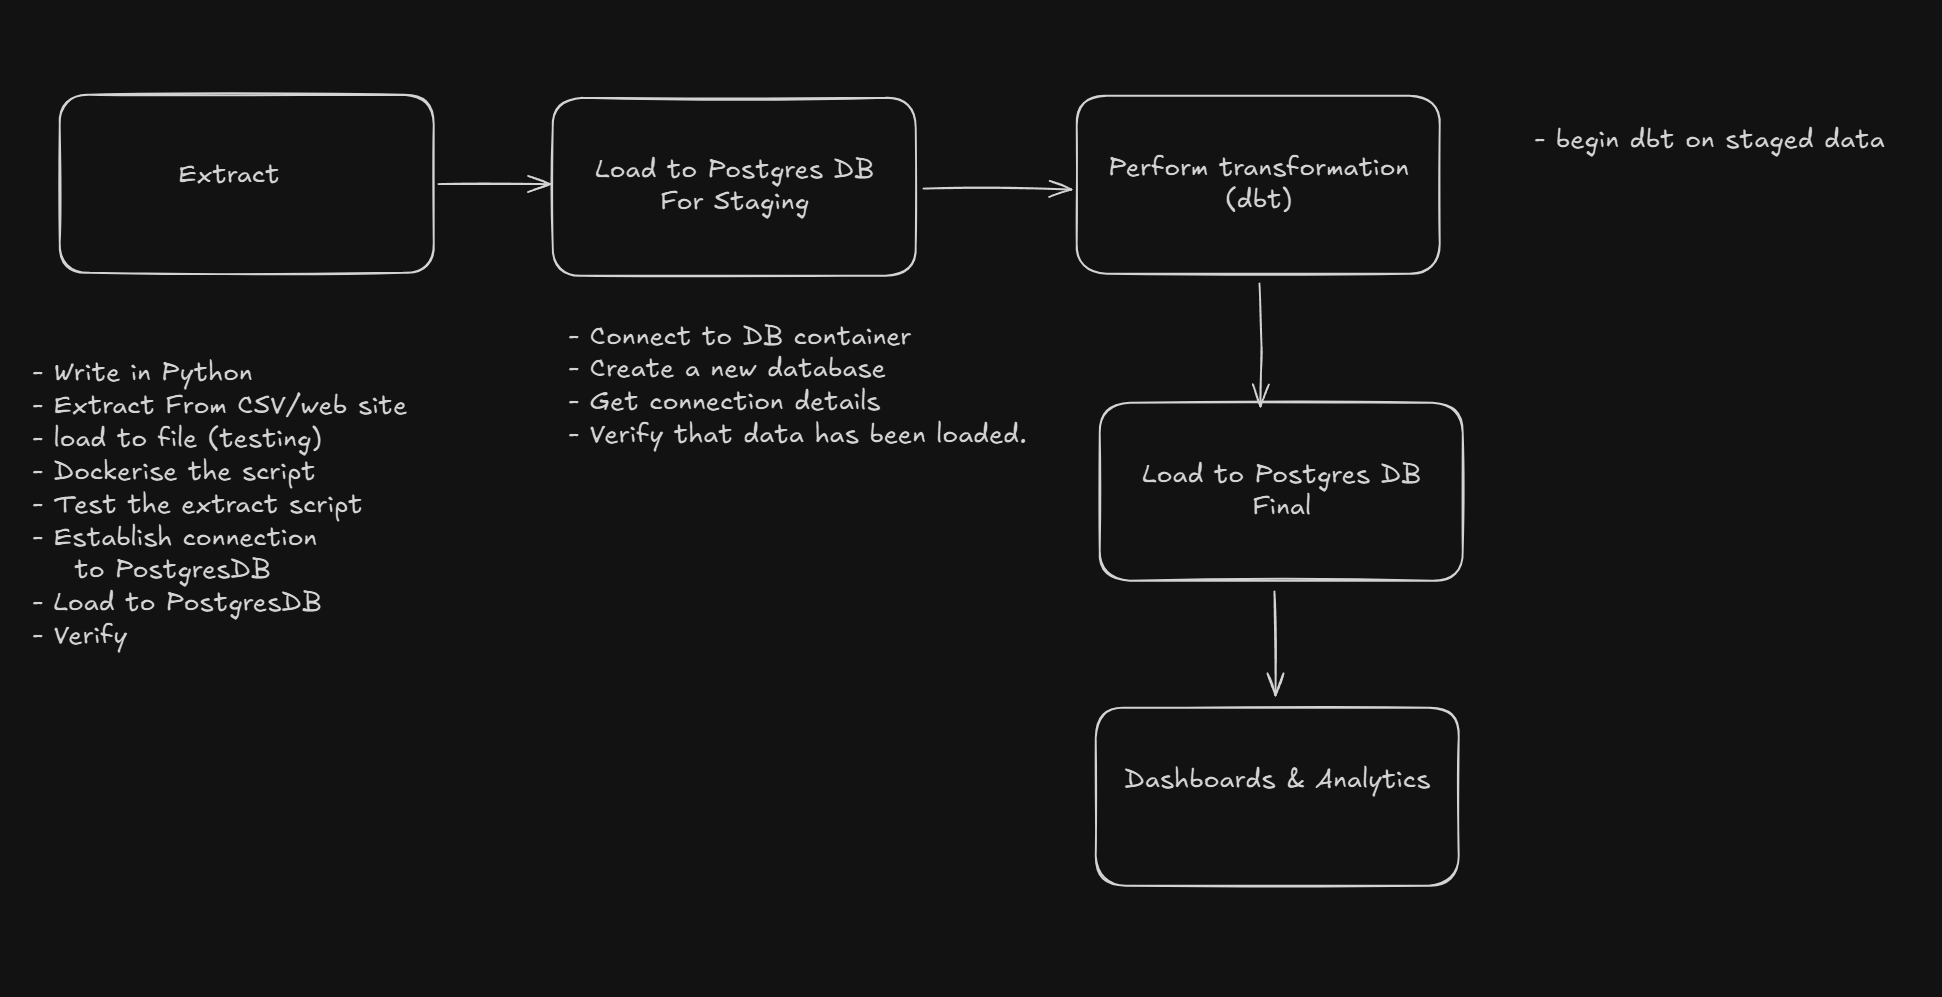 Extract
Load to Postgres DB
For Staging
Perform transformation
(dbt)
- begin dbt on staged data
- Write in Python
- Extract From CSV/web site
- load to file (testing)
- Dockerise the script
- Test the extract script
- Establish connection
to PostgresDB
- Load to PostgresDB
- Verify
- Connect to DB container
- Create a new database
- Get connection details
- Verify that data has been loaded.
Load to Postgres DB
Final
Dashboards & Analytics